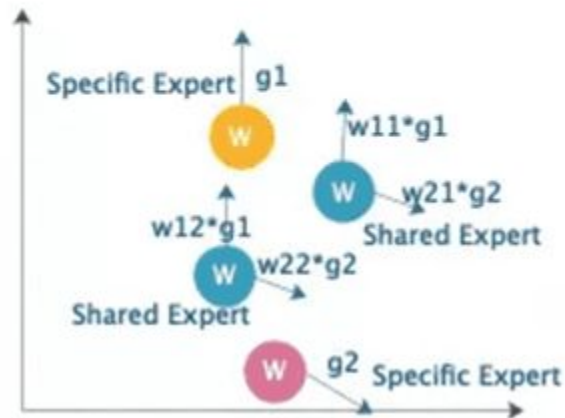 Specific Expert g1
W
w11*g1
W
w21*g2
w12*g1
Shared Expert
W
w22*g2
Shared Expert
W
g2 Specific Expert